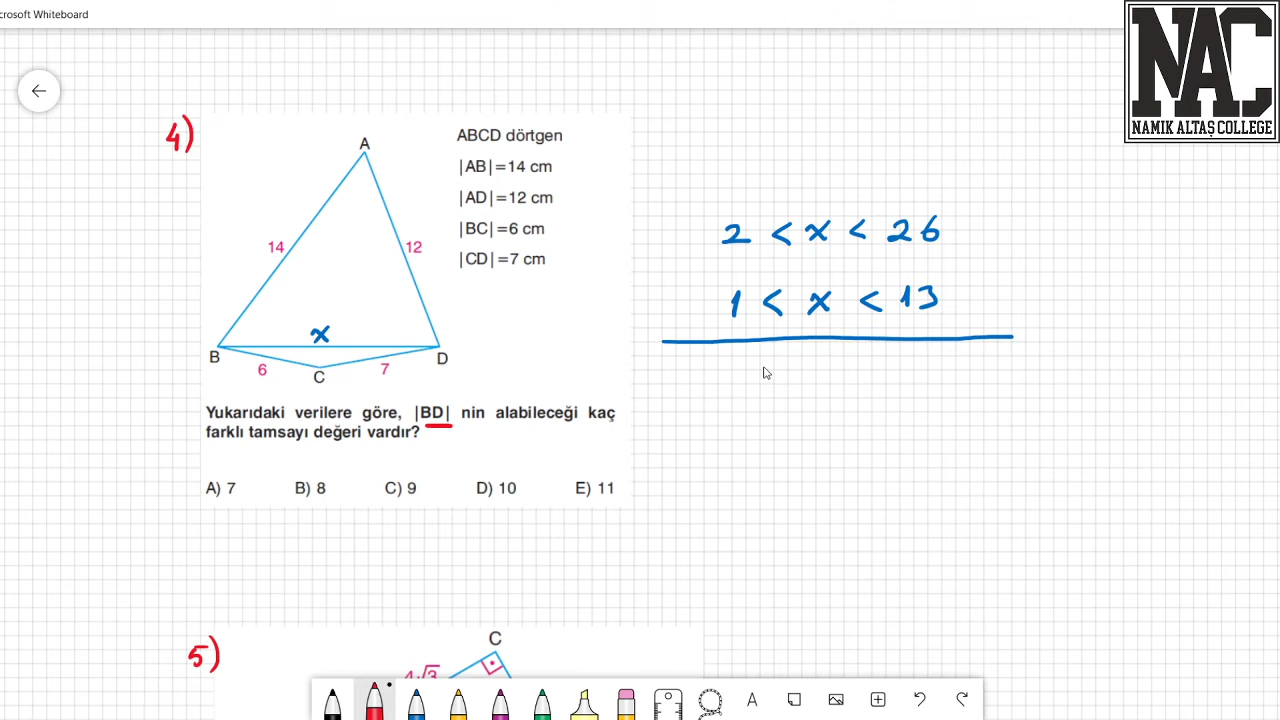 crosoft Whiteboard
NAC
NAMIK ALTAŞ COLLEGE
4)
A
14
12
x
B
D
6
7
C
ABCD dörtgen
|AB|=14 cm
|AD|=12 cm
|BC|=6 cm
|CD|=7 cm
Yukarıdaki verilere göre, |BD| nin alabileceği kaç
farklı tamsayı değeri vardır?
A) 7 B) 8 C) 9 D) 10 E) 11
2 < x < 26
1 < x < 13
5)
C
4√3
A